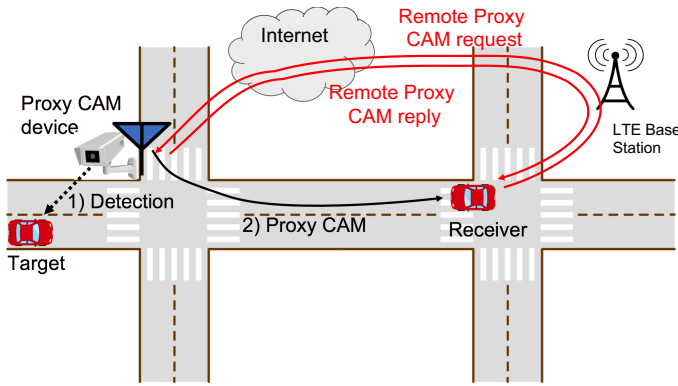 Remote Proxy
CAM request
Internet
Remote Proxy
CAM reply
Proxy CAM
device
LTE Base
Station
1) Detection
2) Proxy CAM
Receiver
Target